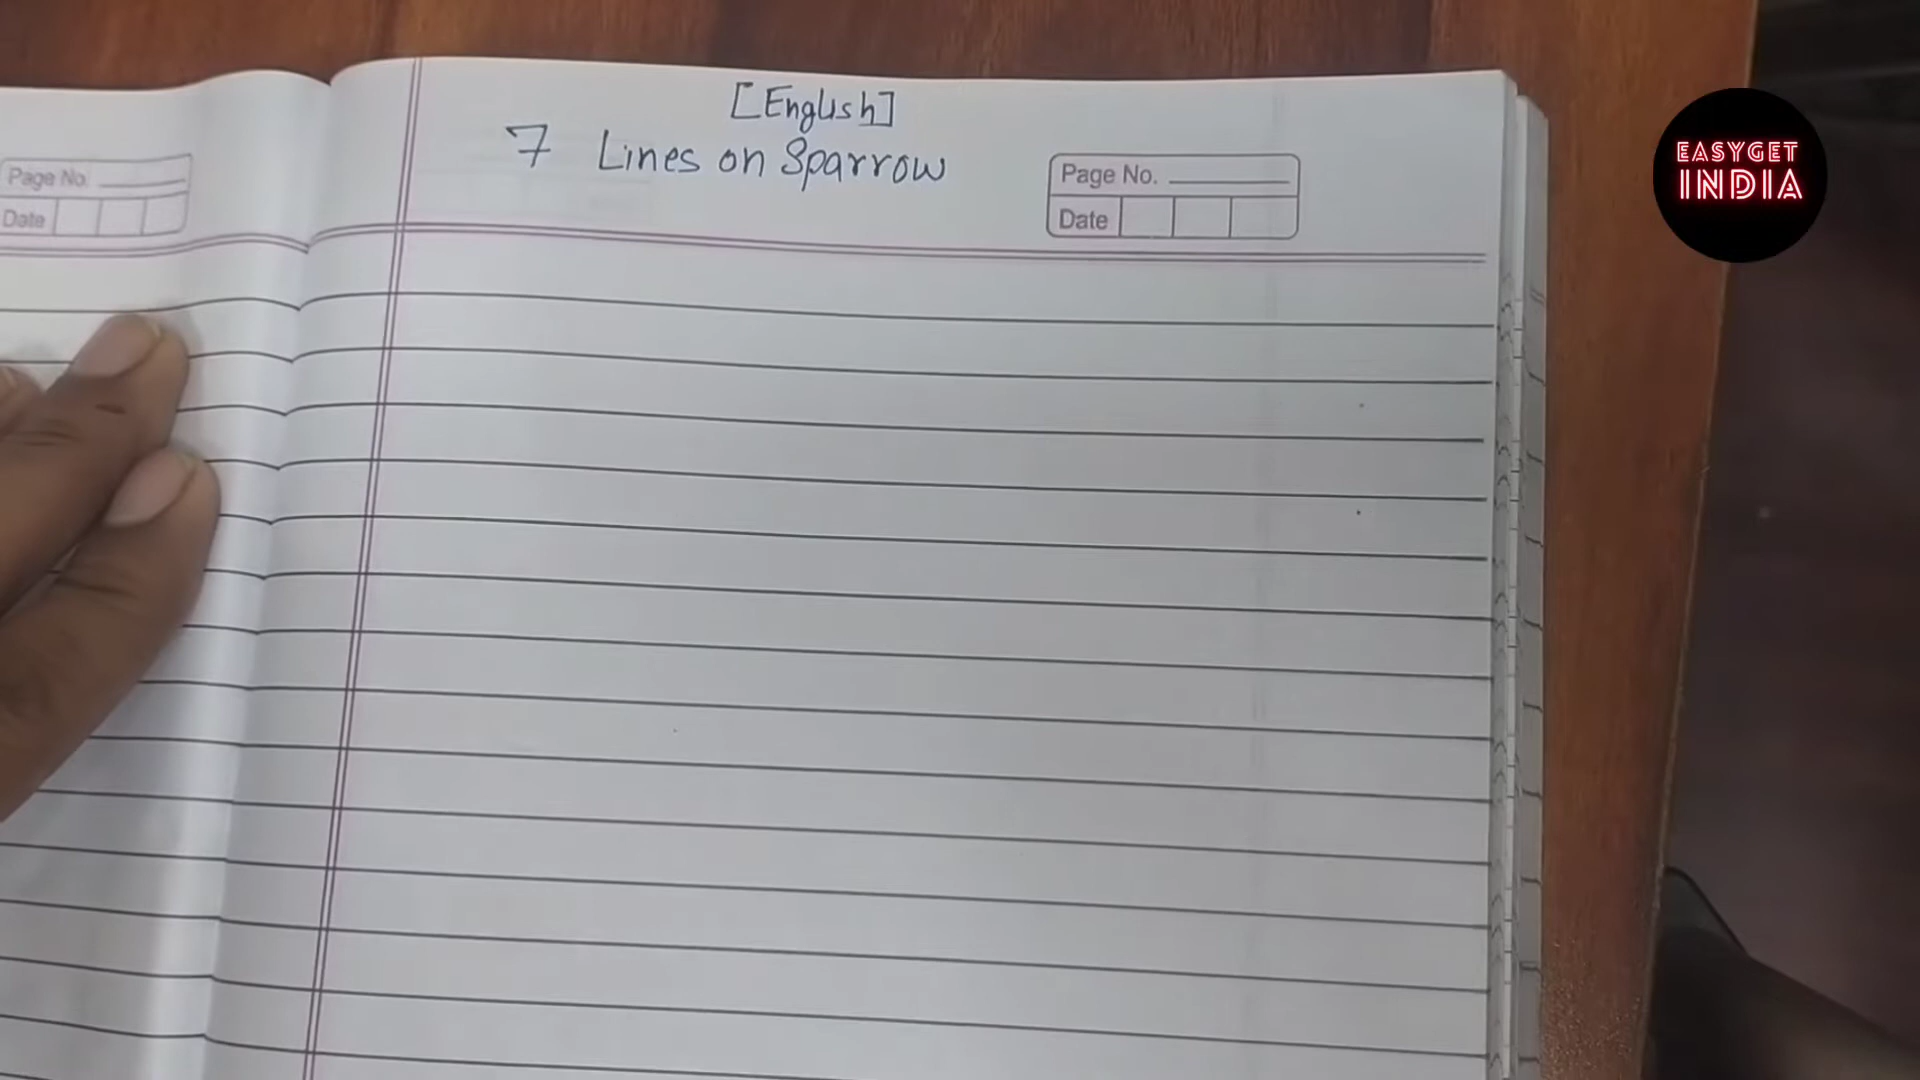 [English]
7 Lines on Sparrow
Page No.
Date
Page No.
Date
EASYGET
INDIA